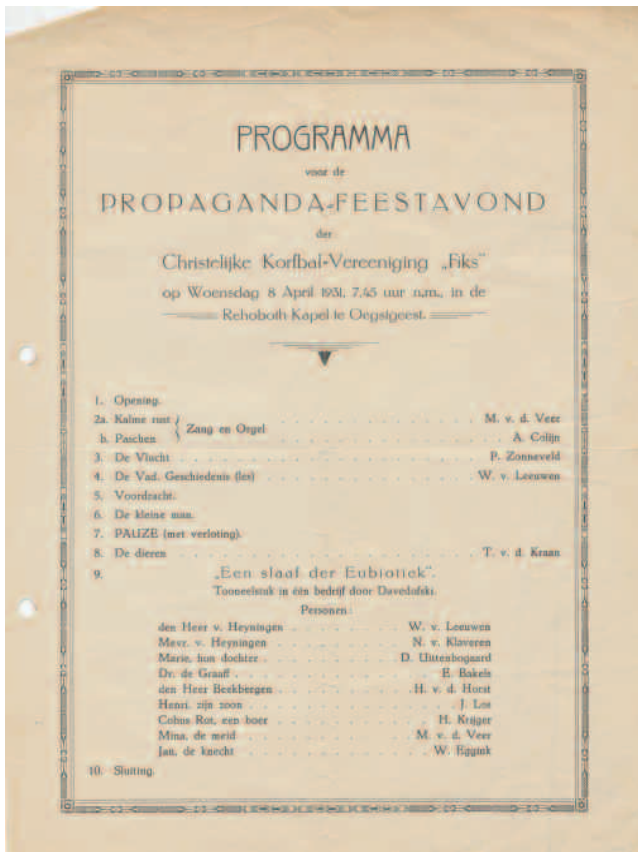 PROGRAMMA
voor de
PROPAGANDA-FEESTAVOND
der
Christelijke Korfbal-Vereeniging „Fiks"
op Woensdag 8 April 1931, 7.45 uur n.m., in de
Rehoboth Kapel te Oegstgeest.
1. Opening.
2a. Kalme rust } Zang en Orgel . . . M. v. d. Veer
b. Paschen . . . A. Colijn
3. De Vlucht . . . P. Zonneveld
4. De Vad. Geschiedenis (les) . . . W. v. Leeuwen
5. Voordracht.
6. De kleine man.
7. PAUZE (met verloting).
8. De dieren . . . T. v. d. Kraan
9. „Een slaaf der Eubiotiek".
Tooneelstuk in één bedrijf door Davedofski.
Personen:
den Heer v. Heyningen . . . W. v. Leeuwen
Mevr. v. Heyningen . . . N. v. Klaveren
Marie, hun dochter . . . D. Uittenbogaard
Dr. de Graaff . . . E. Bakels
den Heer Beekbergen . . . H. v. d. Horst
Henri, zijn zoon . . . J. Los
Cobus Rot, een boer . . . H. Krijger
Mina, de meid . . . M. v. d. Veer
Jan, de knecht . . . W. Eggink
10. Sluiting.